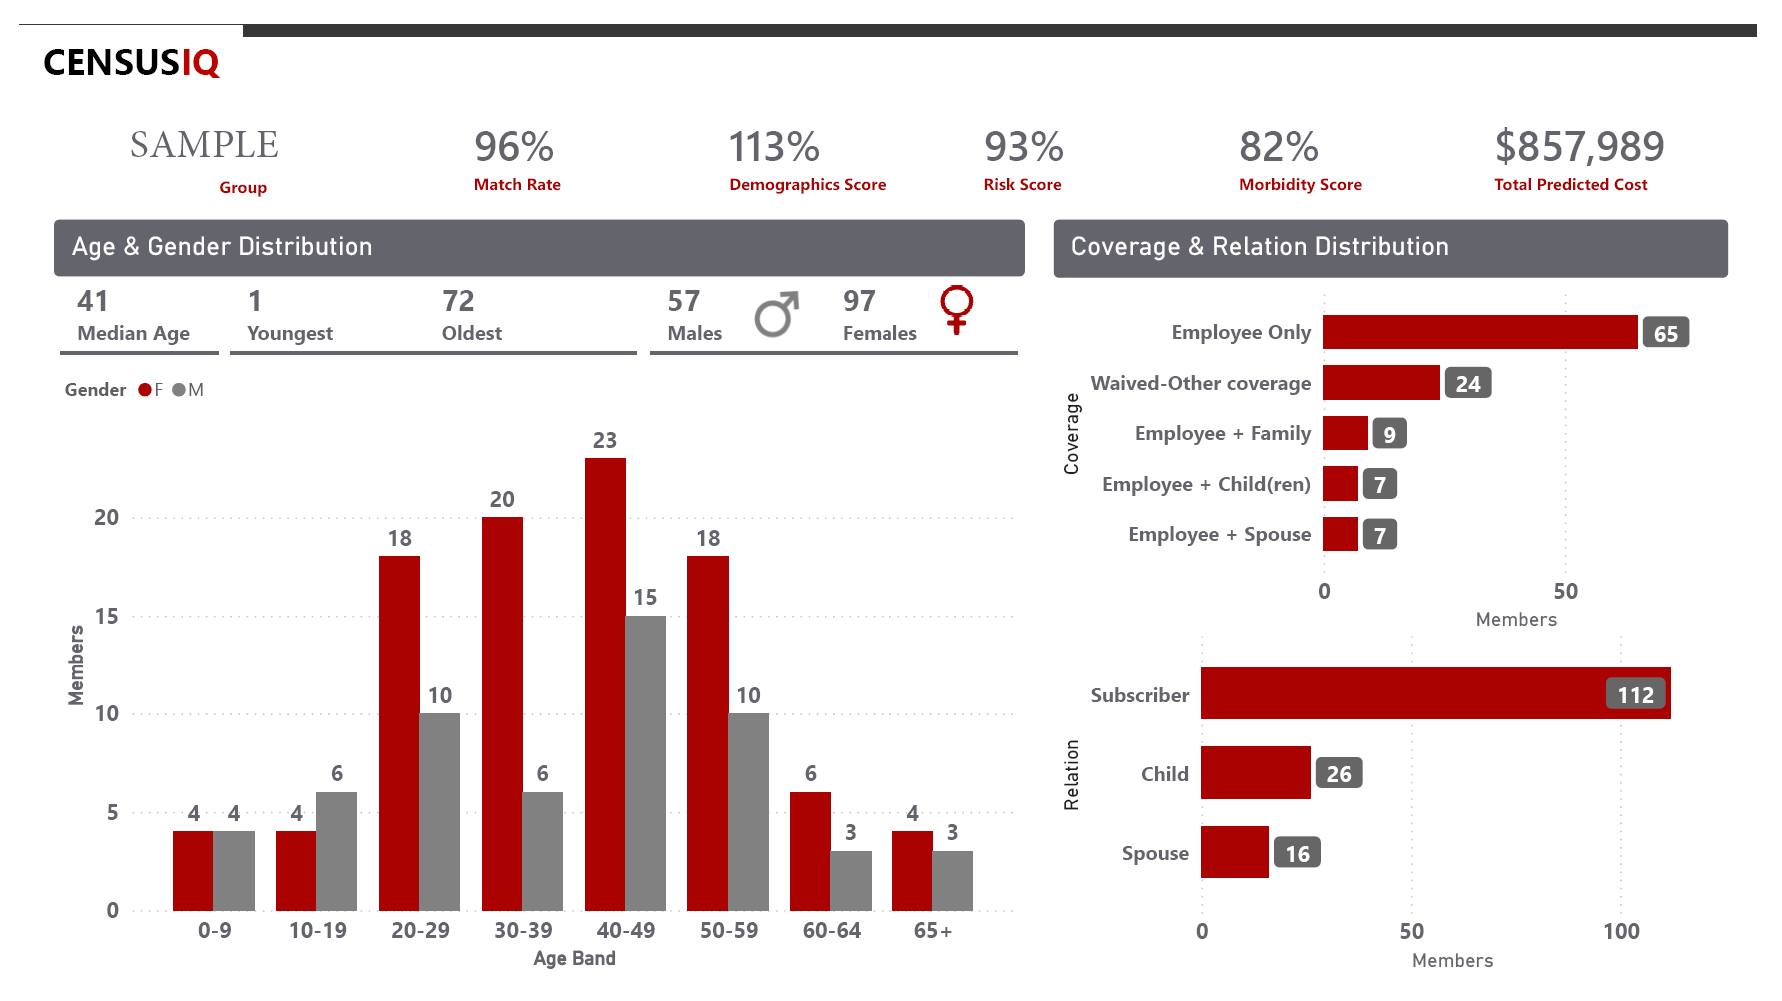 CENSUSIQ
SAMPLE
Group
96%
Match Rate
113%
Demographics Score
93%
Risk Score
82%
Morbidity Score
$857,989
Total Predicted Cost
Age & Gender Distribution
41
Median Age
1
Youngest
72
Oldest
57
Males
97
Females
Gender F M
Members
20
15
10
5
0
4 4
4 6
18 10
20 6
23 15
18 10
6 3
4 3
0-9 10-19 20-29 30-39 40-49 50-59 60-64 65+
Age Band
Coverage & Relation Distribution
Coverage
Employee Only 65
Waived-Other coverage 24
Employee + Family 9
Employee + Child(ren) 7
Employee + Spouse 7
0 50
Members
Relation
Subscriber 112
Child 26
Spouse 16
0 50 100
Members